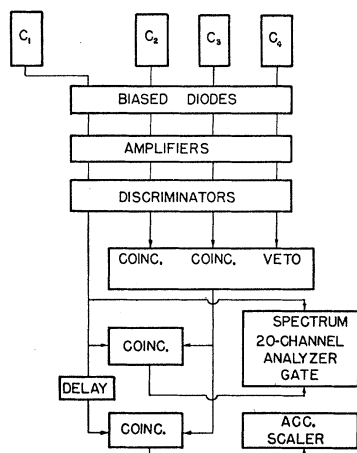 C₁ C₂ C₃ C₄
BIASED DIODES
AMPLIFIERS
DISCRIMINATORS
COINC. COINC. VETO
SPECTRUM
20-CHANNEL
ANALYZER
GATE
COINC.
DELAY
COINC.
ACC.
SCALER